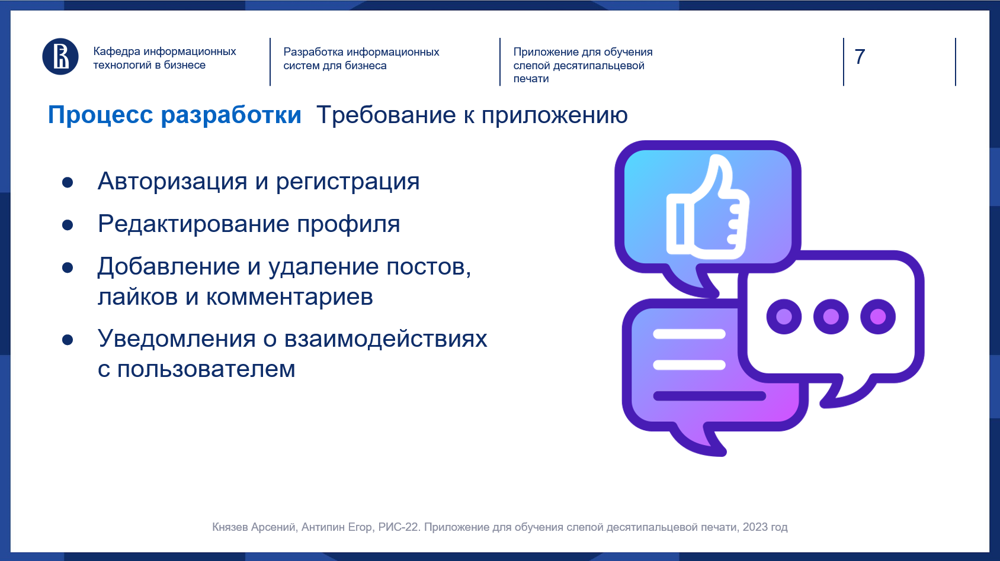 Кафедра информационных
технологий в бизнесе
Разработка информационных
систем для бизнеса
Приложение для обучения
слепой десятипальцевой
печати
7
Процесс разработки Требование к приложению
● Авторизация и регистрация
● Редактирование профиля
● Добавление и удаление постов,
лайков и комментариев
● Уведомления о взаимодействиях
с пользователем
Князев Арсений, Антипин Егор, РИС-22. Приложение для обучения слепой десятипальцевой печати, 2023 год